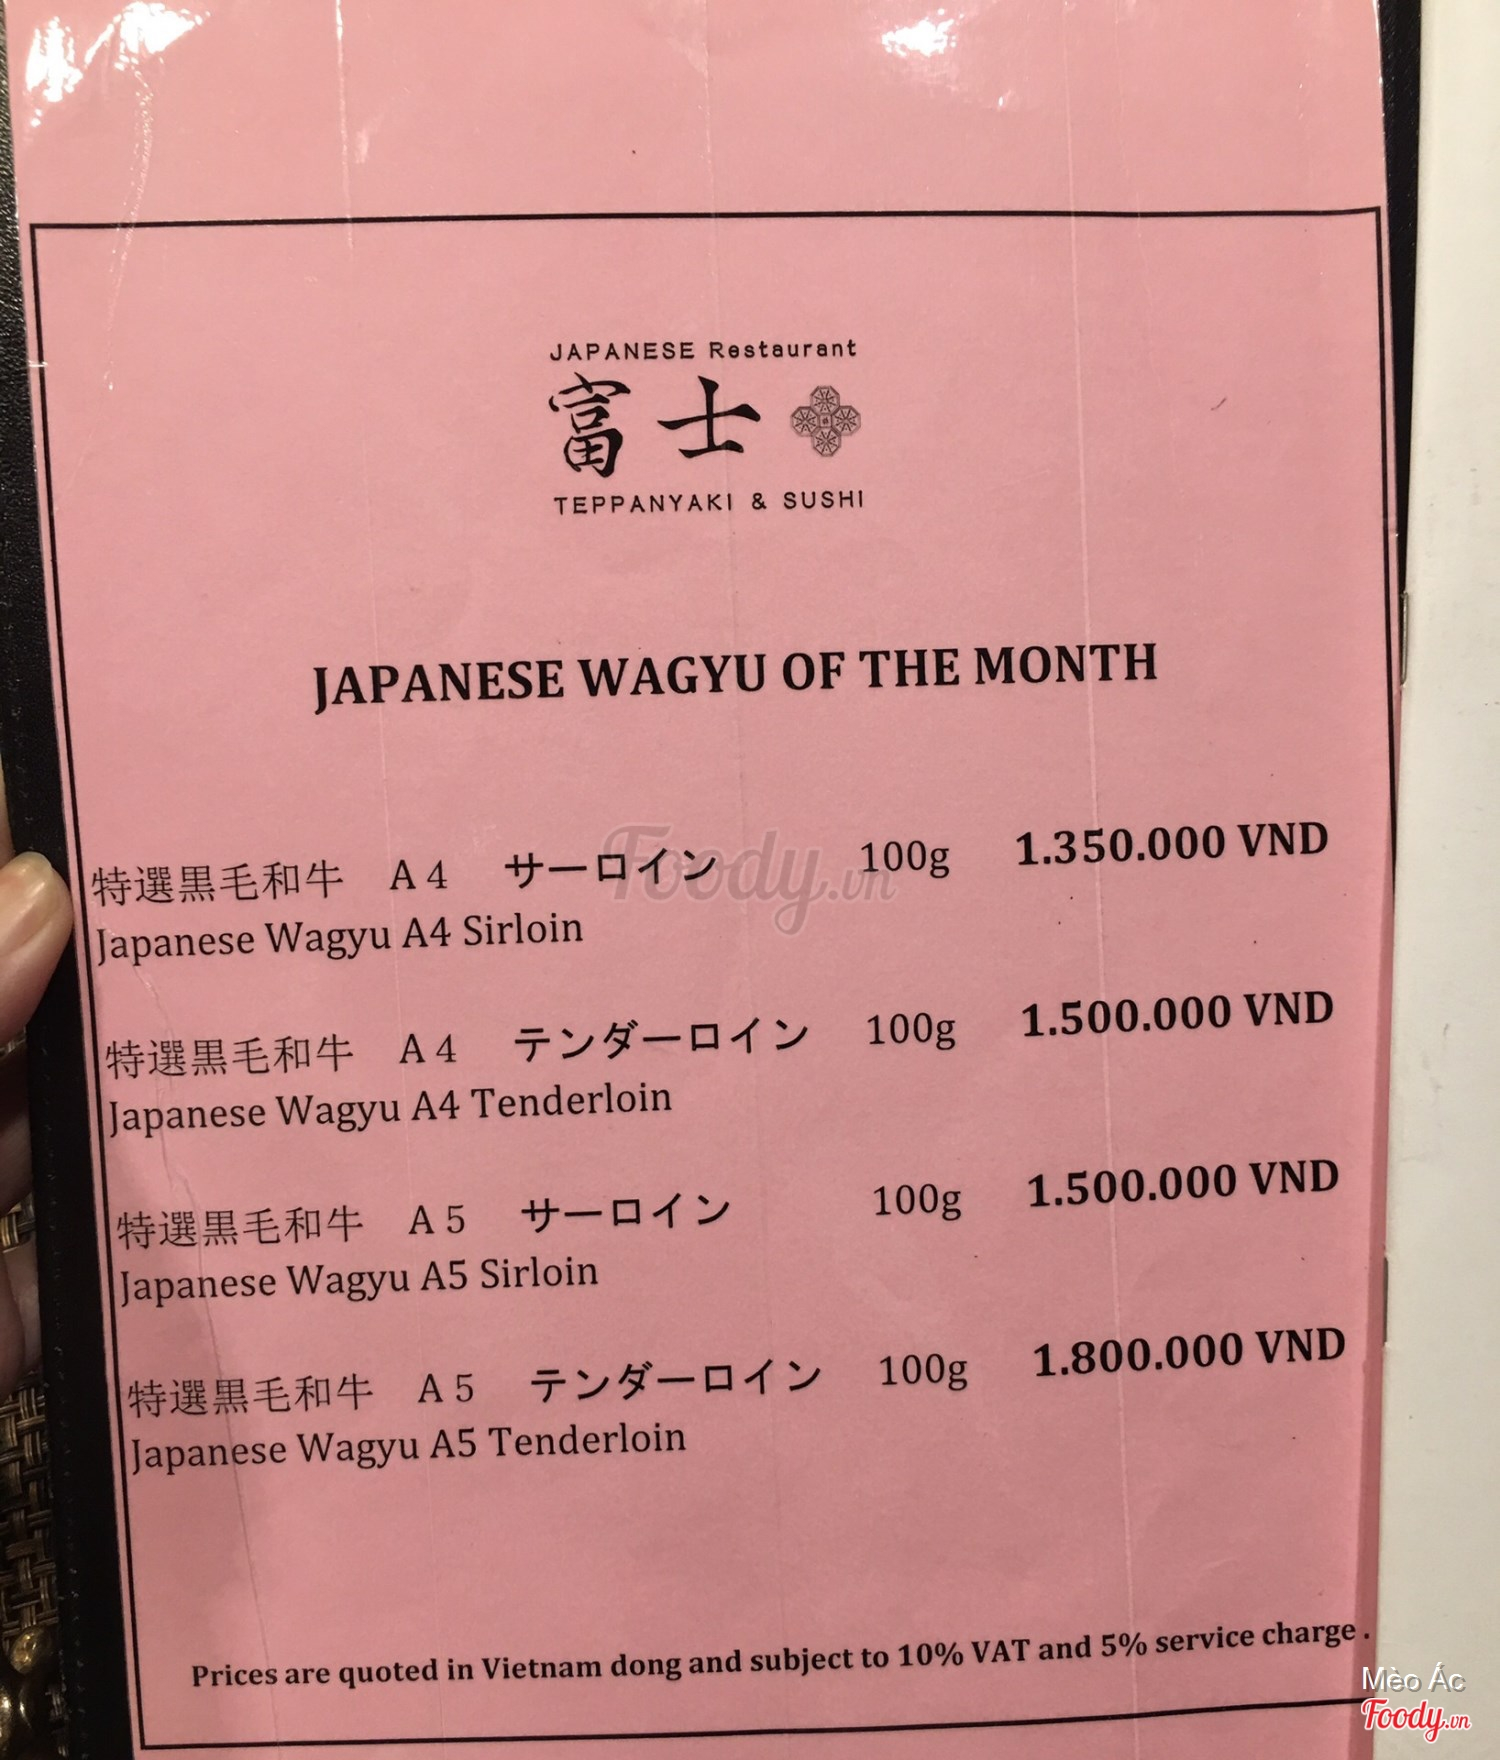 JAPANESE Restaurant
富士
TEPPANYAKI & SUSHI
JAPANESE WAGYU OF THE MONTH
特選黒毛和牛 A4 サーロイン 100g 1.350.000 VND
Japanese Wagyu A4 Sirloin
特選黒毛和牛 A4 テンダーロイン 100g 1.500.000 VND
Japanese Wagyu A4 Tenderloin
特選黒毛和牛 A5 サーロイン 100g 1.500.000 VND
Japanese Wagyu A5 Sirloin
特選黒毛和牛 A5 テンダーロイン 100g 1.800.000 VND
Japanese Wagyu A5 Tenderloin
Prices are quoted in Vietnam dong and subject to 10% VAT and 5% service charge .
Foody.vn
Mèo Ác
Foody.vn